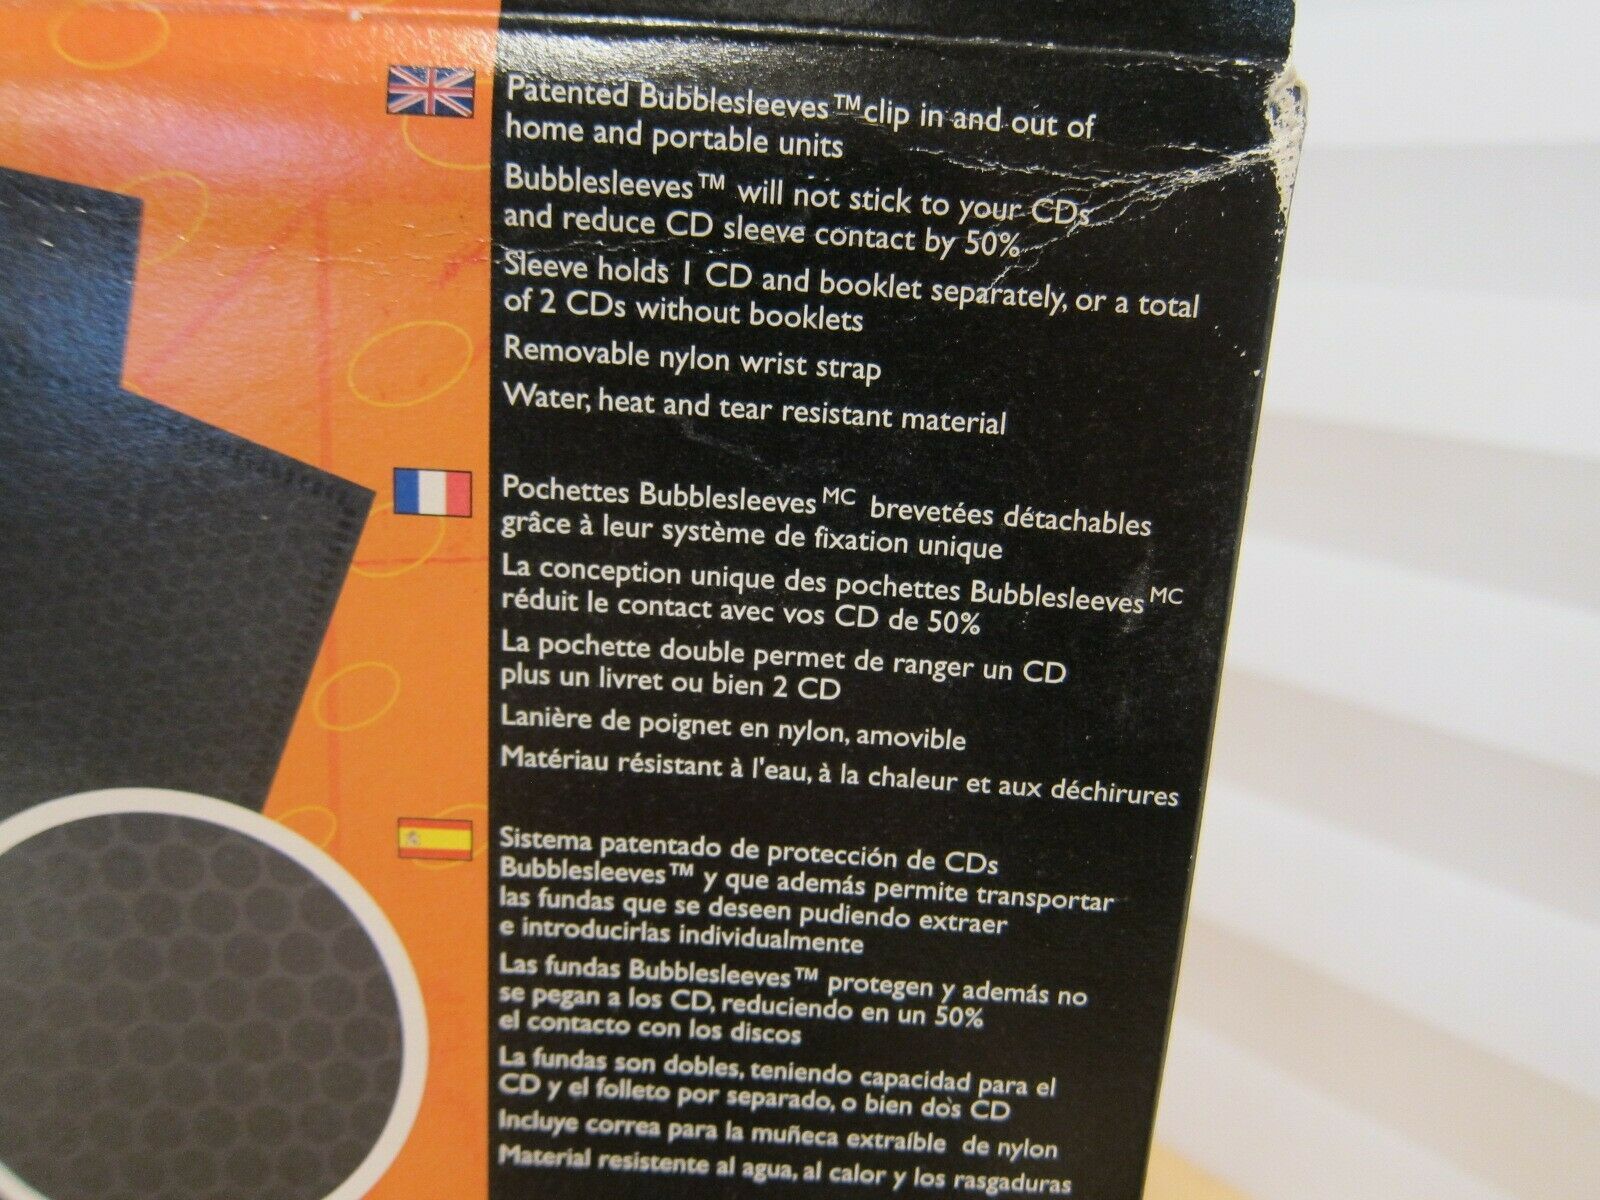 Patented Bubblesleeves™ clip in and out of
home and portable units
Bubblesleeves™ will not stick to your CDs
and reduce CD sleeve contact by 50%
Sleeve holds 1 CD and booklet separately, or a total
of 2 CDs without booklets
Removable nylon wrist strap
Water, heat and tear resistant material
Pochettes Bubblesleeves MC brevetées détachables
grâce à leur système de fixation unique
La conception unique des pochettes Bubblesleeves MC
réduit le contact avec vos CD de 50%
La pochette double permet de ranger un CD
plus un livret ou bien 2 CD
Lanière de poignet en nylon, amovible
Matériau résistant à l'eau, à la chaleur et aux déchirures
Sistema patentado de protección de CDs
Bubblesleeves™ y que además permite transportar
las fundas que se deseen pudiendo extraer
e introducirlas individualmente
Las fundas Bubblesleeves™ protegen y además no
se pegan a los CD, reduciendo en un 50%
el contacto con los discos
La fundas son dobles, teniendo capacidad para el
CD y el folleto por separado, o bien dos CD
Incluye correa para la muñeca extraíble de nylon
Material resistente al agua, al calor y los rasgaduras